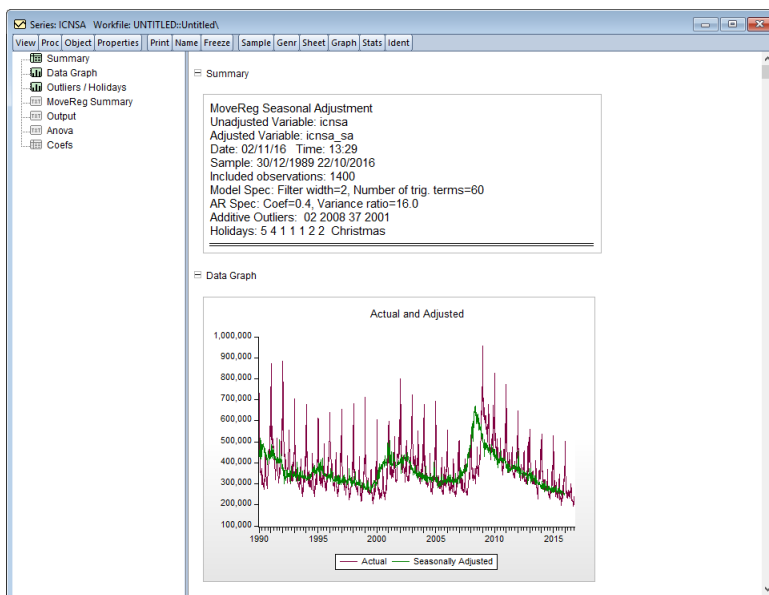 Series: ICNSA Workfile: UNTITLED::Untitled\
View Proc Object Properties Print Name Freeze Sample Genr Sheet Graph Stats Ident
Summary
Data Graph
Outliers / Holidays
MoveReg Summary
Output
Anova
Coefs
Summary
MoveReg Seasonal Adjustment
Unadjusted Variable: icnsa
Adjusted Variable: icnsa_sa
Date: 02/11/16 Time: 13:29
Sample: 30/12/1989 22/10/2016
Included observations: 1400
Model Spec: Filter width=2, Number of trig. terms=60
AR Spec: Coef=0.4, Variance ratio=16.0
Additive Outliers: 02 2008 37 2001
Holidays: 5 4 1 1 1 2 2 Christmas
Data Graph
Actual and Adjusted
1,000,000
900,000
800,000
700,000
600,000
500,000
400,000
300,000
200,000
100,000
1990 1995 2000 2005 2010 2015
Actual Seasonally Adjusted